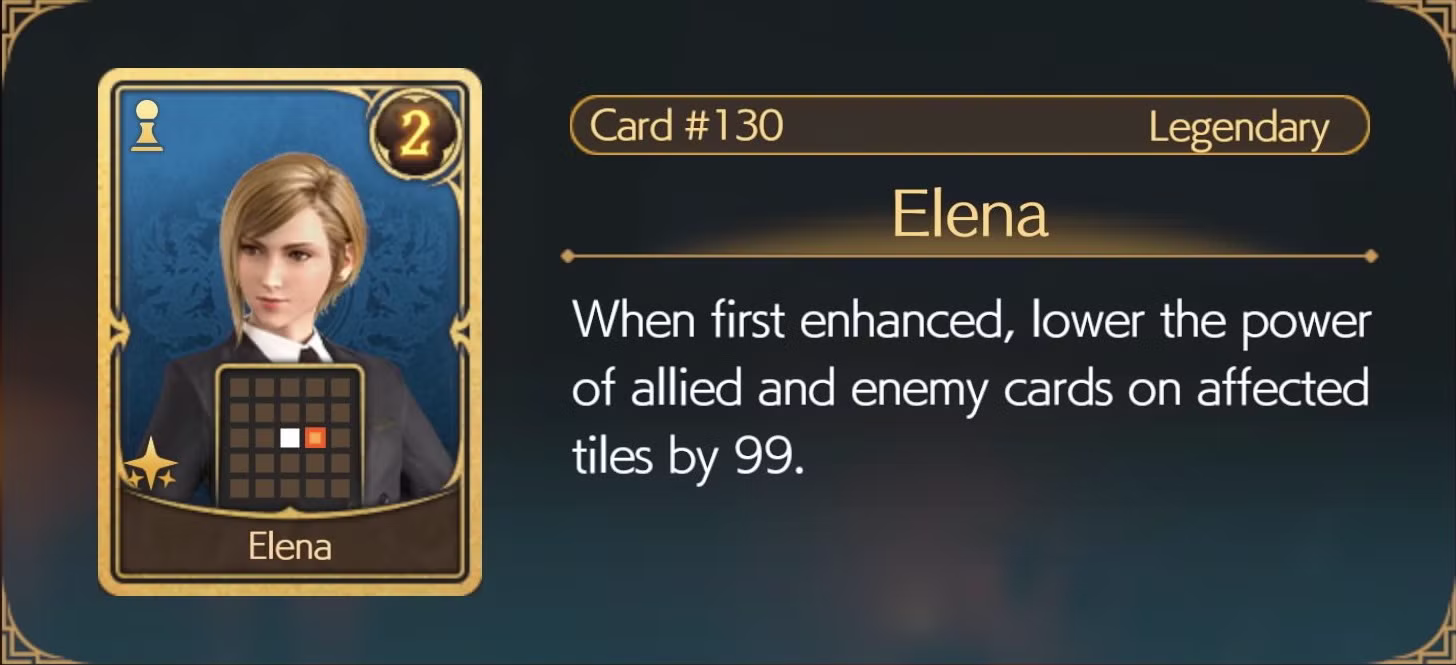 2
Elena
Card #130 Legendary
Elena
When first enhanced, lower the power
of allied and enemy cards on affected
tiles by 99.